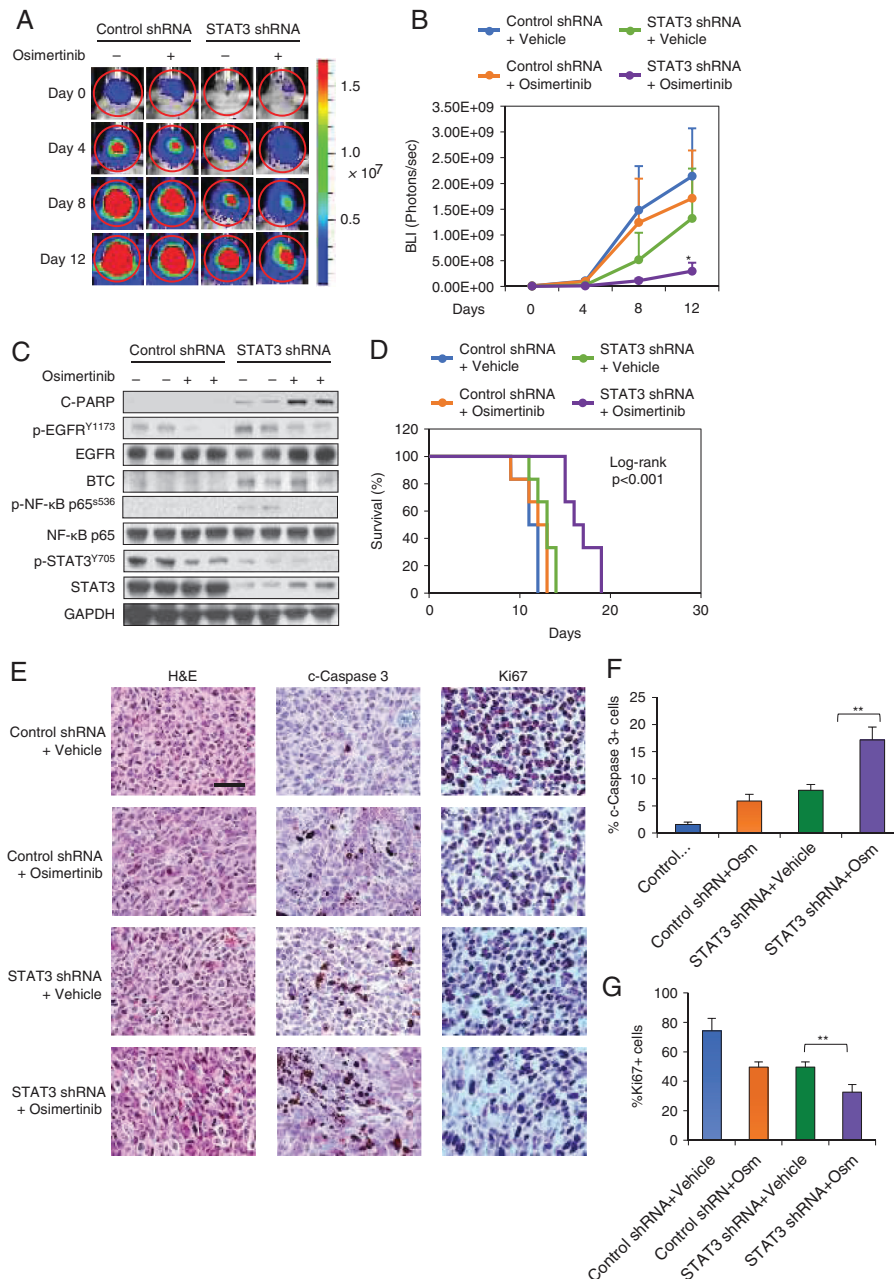 A
Control shRNA STAT3 shRNA
Osimertinib – + – +
Day 0
Day 4
Day 8
Day 12
1.5
1.0
× 10⁷
0.5
B
Control shRNA + Vehicle
STAT3 shRNA + Vehicle
Control shRNA + Osimertinib
STAT3 shRNA + Osimertinib
BLI (Photons/sec)
3.50E+09
3.00E+09
2.50E+09
2.00E+09
1.50E+09
1.00E+09
5.00E+08
0.00E+00
*
Days 0 4 8 12
C
Control shRNA STAT3 shRNA
Osimertinib – – + + – – + +
C-PARP
p-EGFR^Y1173
EGFR
BTC
p-NF-κB p65^s536
NF-κB p65
p-STAT3^Y705
STAT3
GAPDH
D
Control shRNA + Vehicle
STAT3 shRNA + Vehicle
Control shRNA + Osimertinib
STAT3 shRNA + Osimertinib
Survival (%)
120
100
80
60
40
20
0
Log-rank
p<0.001
0 10 20 30
Days
E
H&E c-Caspase 3 Ki67
Control shRNA
+ Vehicle
Control shRNA
+ Osimertinib
STAT3 shRNA
+ Vehicle
STAT3 shRNA
+ Osimertinib
F
% c-Caspase 3+ cells
25
20
15
10
5
0
**
Control...
Control shRN+Osm
STAT3 shRNA+Vehicle
STAT3 shRNA+Osm
G
%Ki67+ cells
100
80
60
40
20
0
**
Control shRNA+Vehicle
Control shRN+Osm
STAT3 shRNA+Vehicle
STAT3 shRNA+Osm